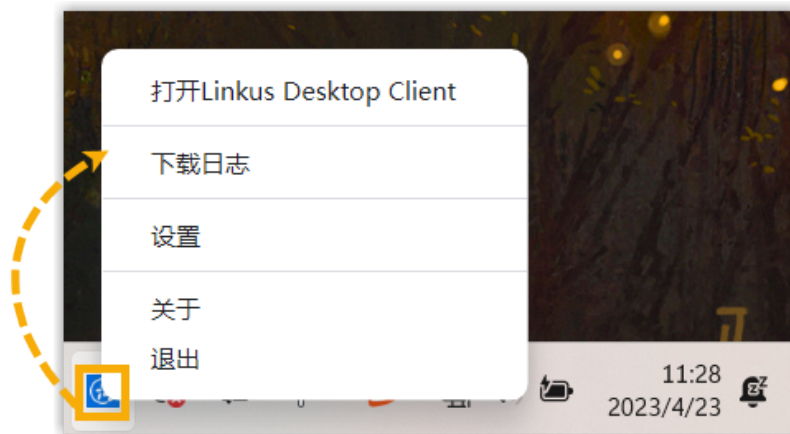 打开Linkus Desktop Client
下载日志
设置
关于
退出
11:28
2023/4/23